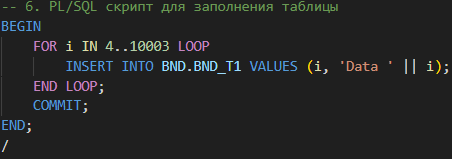 -- 6. PL/SQL скрипт для заполнения таблицы
BEGIN
    FOR i IN 4..10003 LOOP
        INSERT INTO BND.BND_T1 VALUES (i, 'Data ' || i);
    END LOOP;
    COMMIT;
END;
/